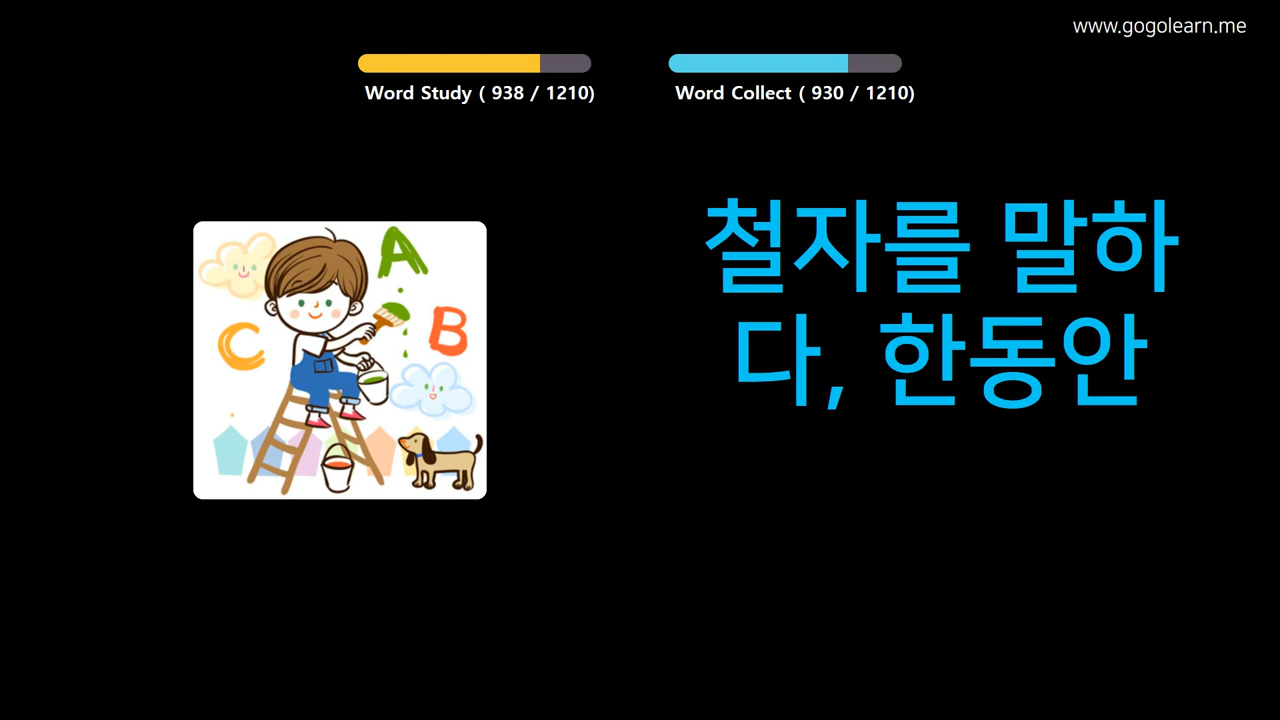 www.gogolearn.me
Word Study ( 938 / 1210)
Word Collect ( 930 / 1210)
철자를 말하
다, 한동안
A
B
C